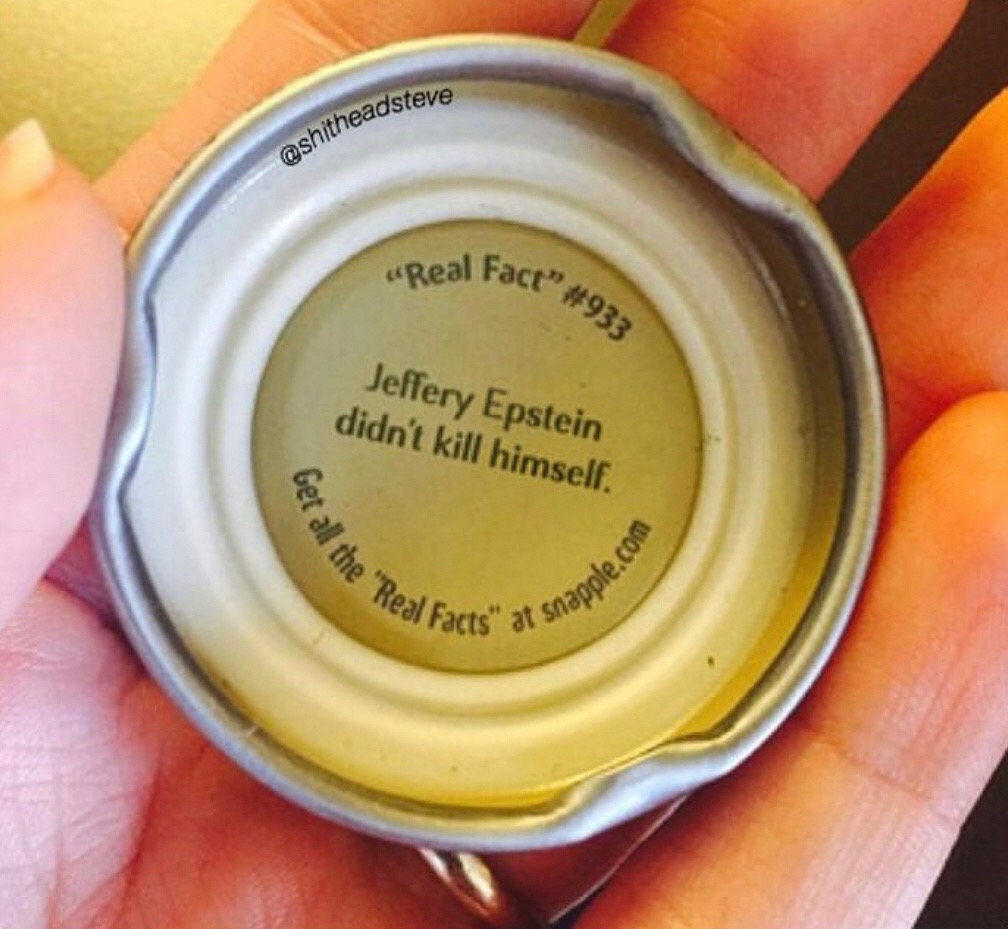 @shitheadsteve
“Real Fact” #933
Jeffery Epstein
didn't kill himself.
Get all the "Real Facts" at snapple.com